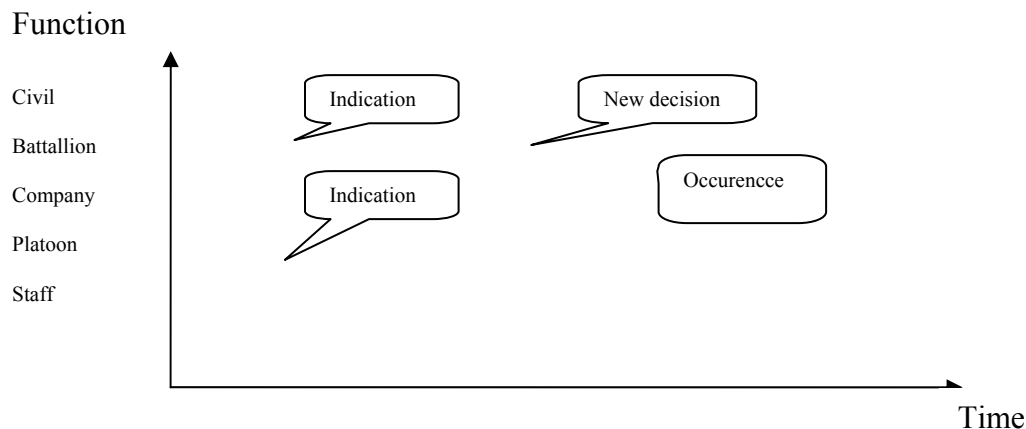 Function
Civil
Indication
New decision
Battallion
Occurencce
Company
Indication
Platoon
Staff
Time